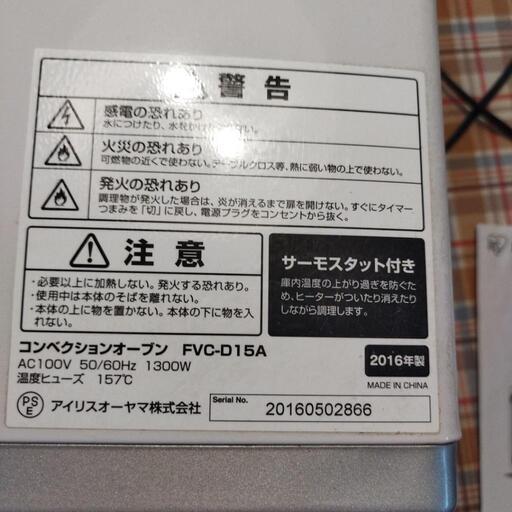 警告
感電の恐れあり
水につけたり、水をかけたりしない。
火災の恐れあり
可燃物の近くで使わない。テーブルクロス等、熱に弱い物の上で使わない。
発火の恐れあり
調理物が発火した場合は、炎が消えるまで扉を開けない。すぐにタイマー
つまみを「切」に戻し、電源プラグをコンセントから抜く。
注意
・必要以上に加熱しない。発火する恐れあり。
・使用中は本体のそばを離れない。
・本体の上に物を置かない。本体の下に物を入
れない。
サーモスタット付き
庫内温度の上がり過ぎを防ぐた
め、ヒーターがついたり消えたり
しながら調理します。
コンベクションオーブン FVC-D15A
AC100V 50/60Hz 1300W
温度ヒューズ 157℃
2016年製
MADE IN CHINA
PS
E
アイリスオーヤマ株式会社
Serial No. 20160502866